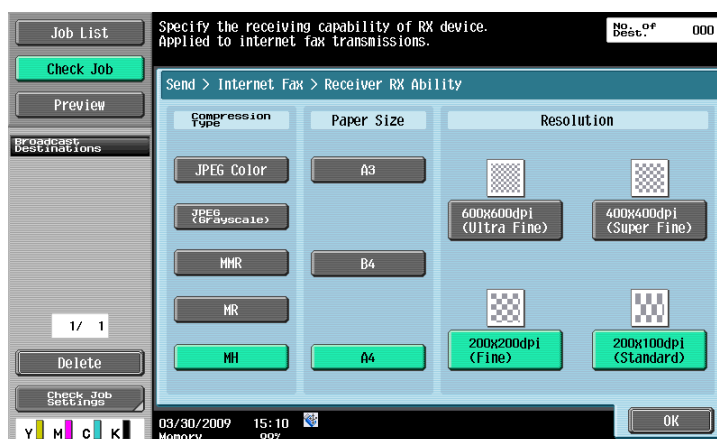 Job List
Check Job
Preview
Broadcast
Destinations
1/ 1
Delete
Check Job
Settings
Y M C K
Specify the receiving capability of RX device.
Applied to internet fax transmissions.
No. of
Dest.
000
Send > Internet Fax > Receiver RX Ability
Compression
Type
JPEG Color
JPEG
(Grayscale)
MMR
MR
MH
Paper Size
A3
B4
A4
Resolution
600x600dpi
(Ultra Fine)
400x400dpi
(Super Fine)
200x200dpi
(Fine)
200x100dpi
(Standard)
03/30/2009 15:10
Memory 99%
OK